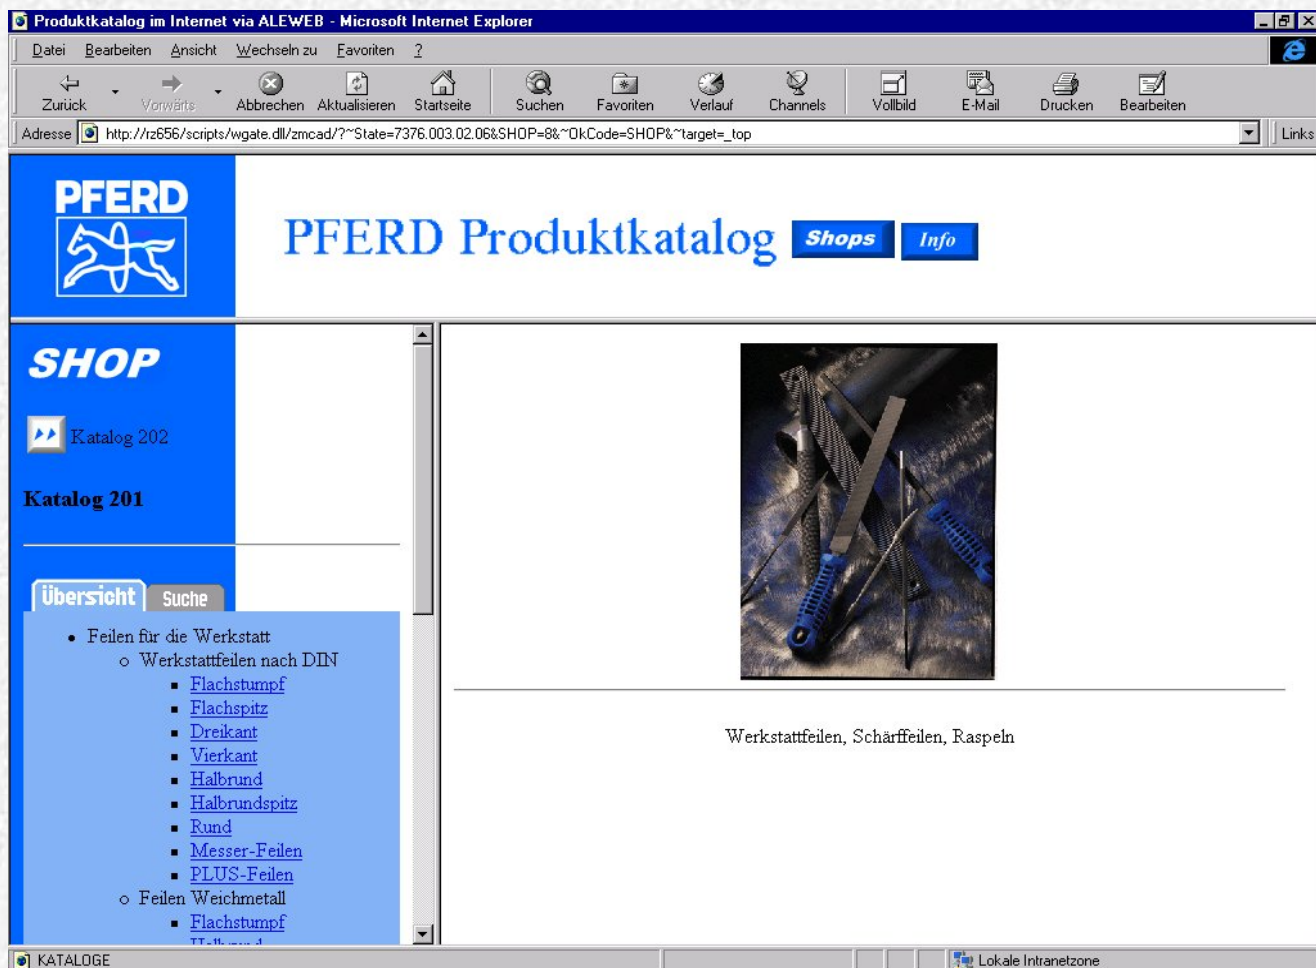 Produktkatalog im Internet via ALEWEB - Microsoft Internet Explorer
Datei Bearbeiten Ansicht Wechseln zu Favoriten ?
Zurück Vorwärts Abbrechen Aktualisieren Startseite Suchen Favoriten Verlauf Channels Vollbild E-Mail Drucken Bearbeiten
Adresse http://rz656/scripts/wgate.dll/zmcad/?~State=7376.003.02.06&SHOP=8&~OkCode=SHOP&~target=_top Links
PFERD
PFERD Produktkatalog Shops Info
SHOP
Katalog 202
Katalog 201
Übersicht Suche
Feilen für die Werkstatt
Werkstattfeilen nach DIN
Flachstumpf
Flachspitz
Dreikant
Vierkant
Halbrund
Halbrundspitz
Rund
Messer-Feilen
PLUS-Feilen
Feilen Weichmetall
Flachstumpf
Werkstattfeilen, Schärffeilen, Raspeln
KATALOGE Lokale Intranetzone